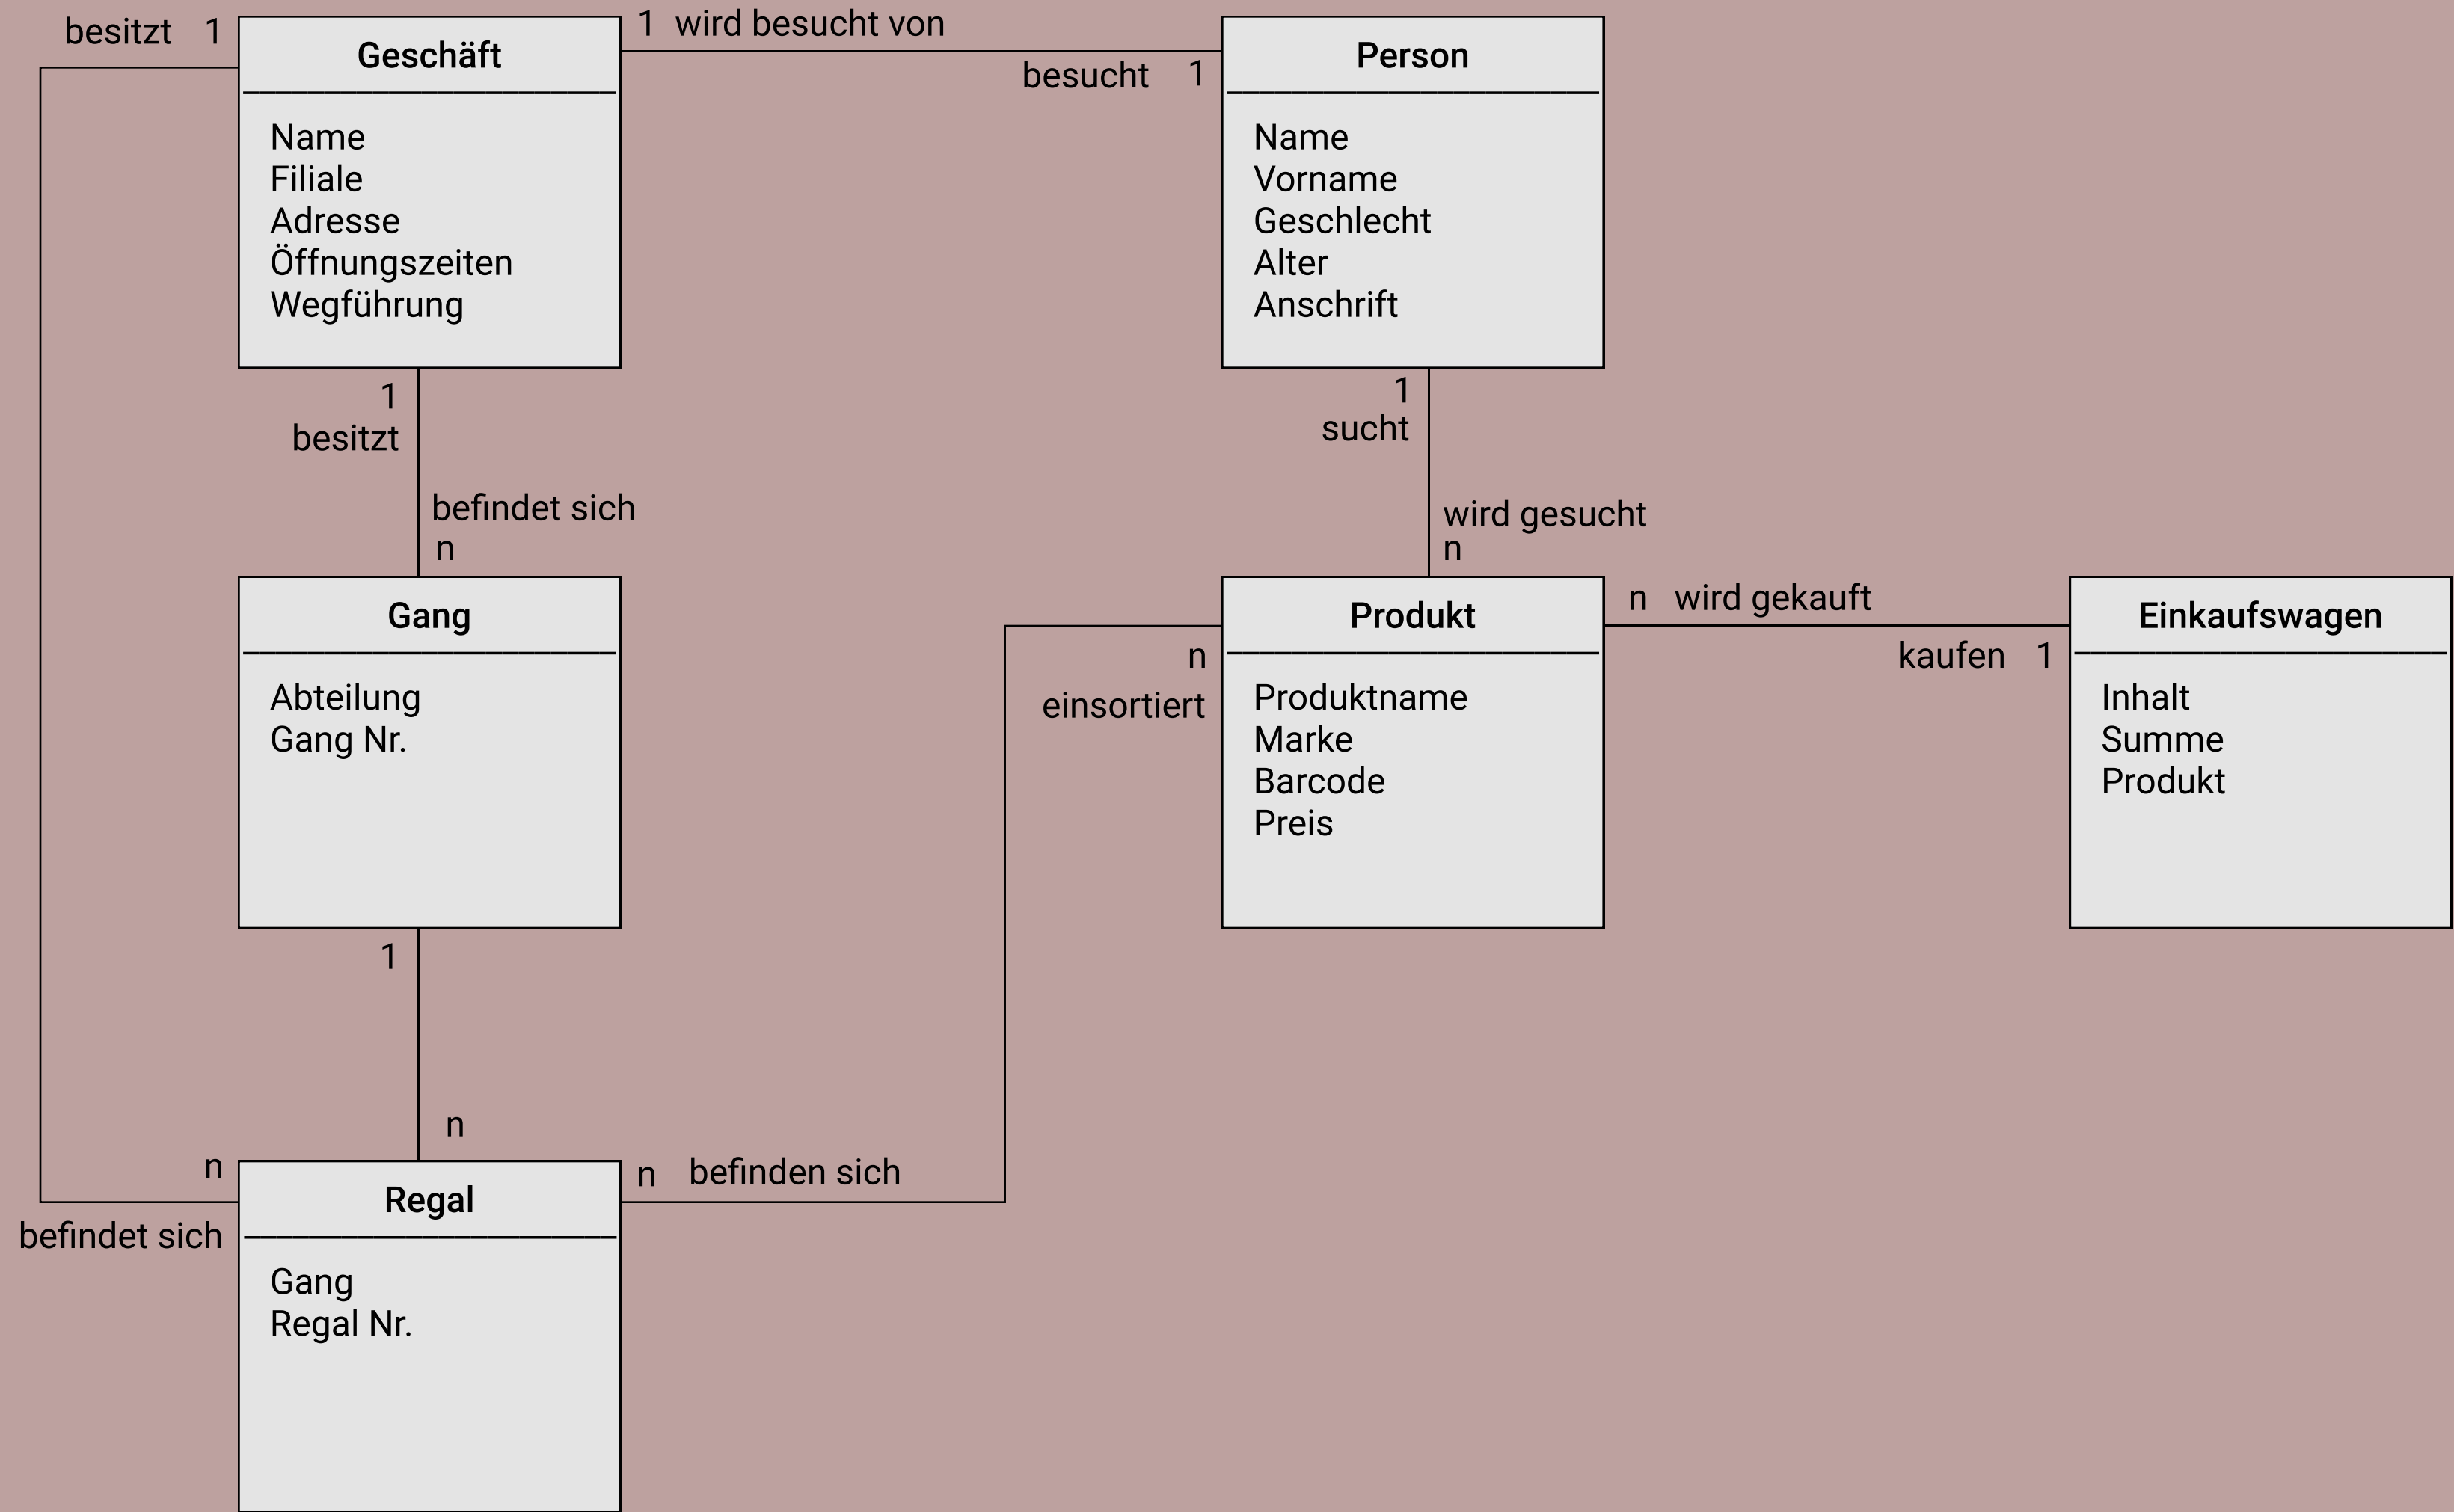 besitzt 1
Geschäft
Name
Filiale
Adresse
Öffnungszeiten
Wegführung
1 wird besucht von
besucht 1
Person
Name
Vorname
Geschlecht
Alter
Anschrift
1
besitzt
befindet sich
n
1
sucht
wird gesucht
n
Gang
Abteilung
Gang Nr.
n
einsortiert
Produkt
Produktname
Marke
Barcode
Preis
n wird gekauft
kaufen 1
Einkaufswagen
Inhalt
Summe
Produkt
1
n
n
befindet sich
Regal
Gang
Regal Nr.
n befinden sich